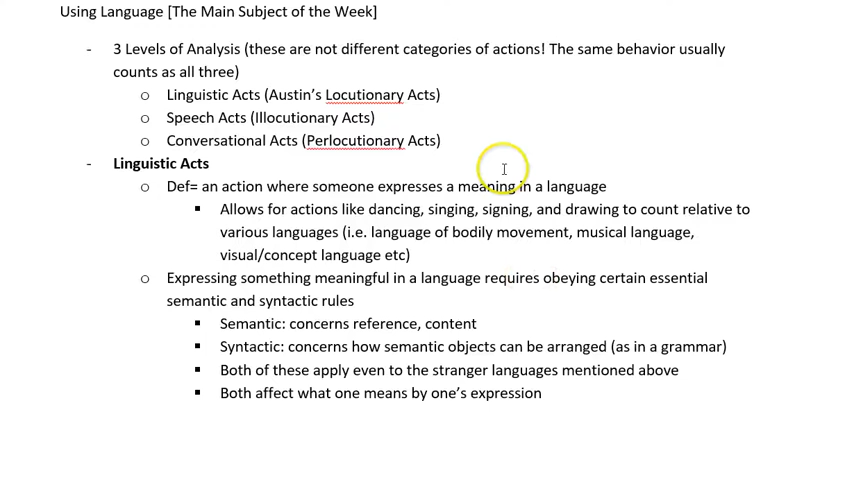 Using Language [The Main Subject of the Week]
- 3 Levels of Analysis (these are not different categories of actions! The same behavior usually
counts as all three)
o Linguistic Acts (Austin's Locutionary Acts)
o Speech Acts (Illocutionary Acts)
o Conversational Acts (Perlocutionary Acts)
- Linguistic Acts
o Def= an action where someone expresses a meaning in a language
▪ Allows for actions like dancing, singing, signing, and drawing to count relative to
various languages (i.e. language of bodily movement, musical language,
visual/concept language etc)
o Expressing something meaningful in a language requires obeying certain essential
semantic and syntactic rules
▪ Semantic: concerns reference, content
▪ Syntactic: concerns how semantic objects can be arranged (as in a grammar)
▪ Both of these apply even to the stranger languages mentioned above
▪ Both affect what one means by one's expression